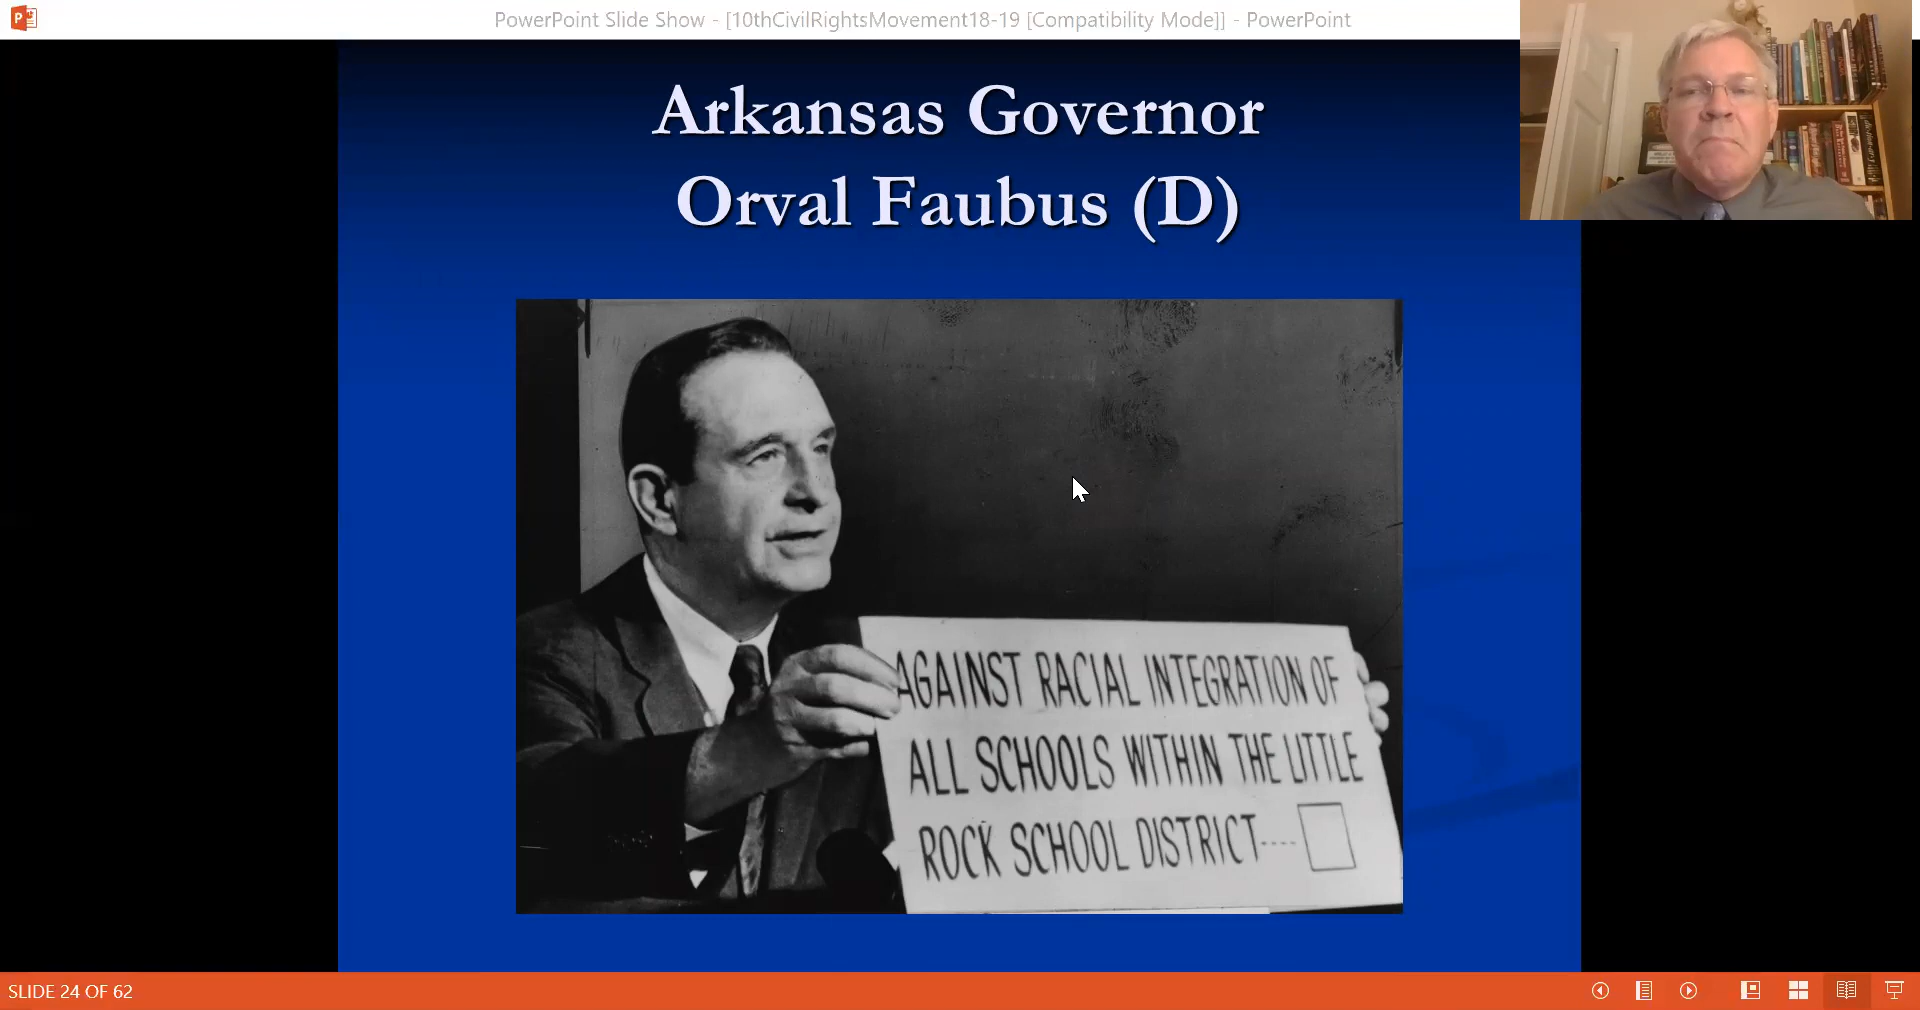 PowerPoint Slide Show - [10thCivilRightsMovement18-19 [Compatibility Mode]] - PowerPoint
Arkansas Governor
Orval Faubus (D)
AGAINST RACIAL INTEGRATION OF
ALL SCHOOLS WITHIN THE LITTLE
ROCK SCHOOL DISTRICT----
SLIDE 24 OF 62